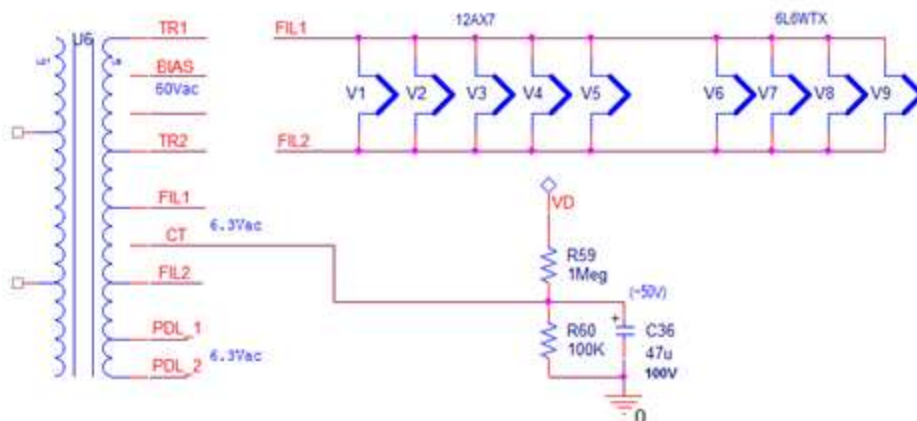 U6
TR1
BIAS
60Vac
TR2
FIL1
6.3Vac
CT
FIL2
PDL_1
6.3Vac
PDL_2
12AX7
6L6WTX
FIL1
V1
V2
V3
V4
V5
V6
V7
V8
V9
FIL2
VD
R59
1Meg
(~50V)
R60
100K
+
C36
47u
100V
0